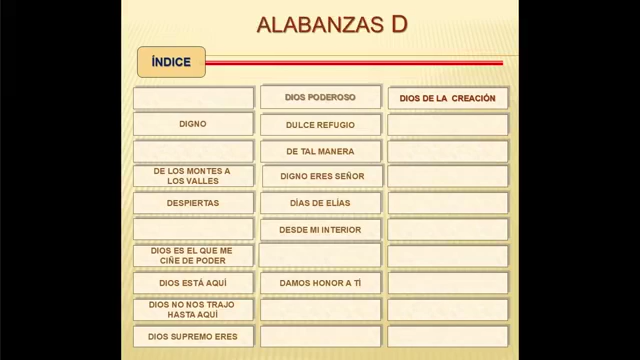 ALABANZAS D
ÍNDICE
DIOS PODEROSO
DIOS DE LA CREACIÓN
DIGNO
DULCE REFUGIO
DE TAL MANERA
DE LOS MONTES A
LOS VALLES
DIGNO ERES SEÑOR
DESPIERTAS
DÍAS DE ELÍAS
DESDE MI INTERIOR
DIOS ES EL QUE ME
CIÑE DE PODER
DIOS ESTÁ AQUÍ
DAMOS HONOR A TÍ
DIOS NO NOS TRAJO
HASTA AQUÍ
DIOS SUPREMO ERES